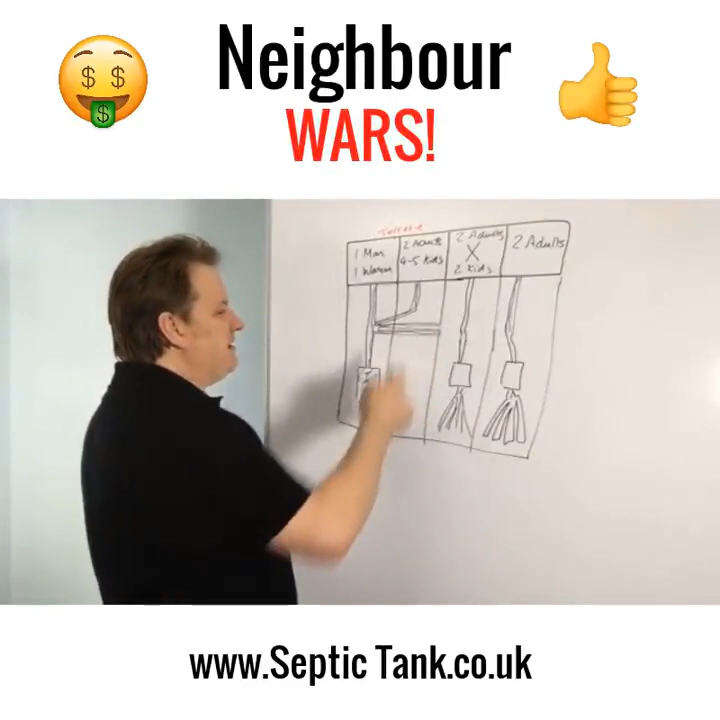 Neighbour
WARS!
Terrace
1 Man
1 Woman
2 Adults
4-5 Kids
2 Adults
X
2 Kids
2 Adults
www.Septic Tank.co.uk